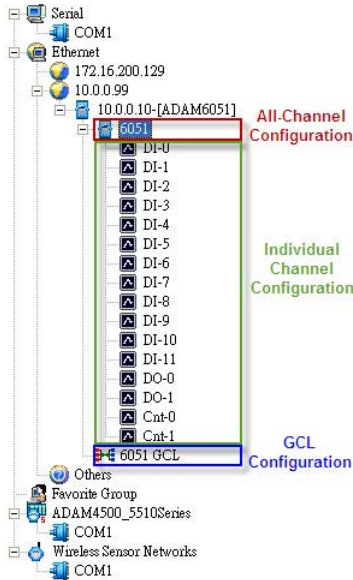 Serial
COM1
Ethernet
172.16.200.129
10.0.0.99
10.0.0.10-[ADAM6051]
6051
All-Channel
Configuration
DI-0
DI-1
DI-2
DI-3
DI-4
DI-5
DI-6
DI-7
DI-8
DI-9
DI-10
DI-11
DO-0
DO-1
Cnt-0
Cnt-1
Individual
Channel
Configuration
6051 GCL
GCL
Configuration
Others
Favorite Group
ADAM4500_5510Series
COM1
Wireless Sensor Networks
COM1